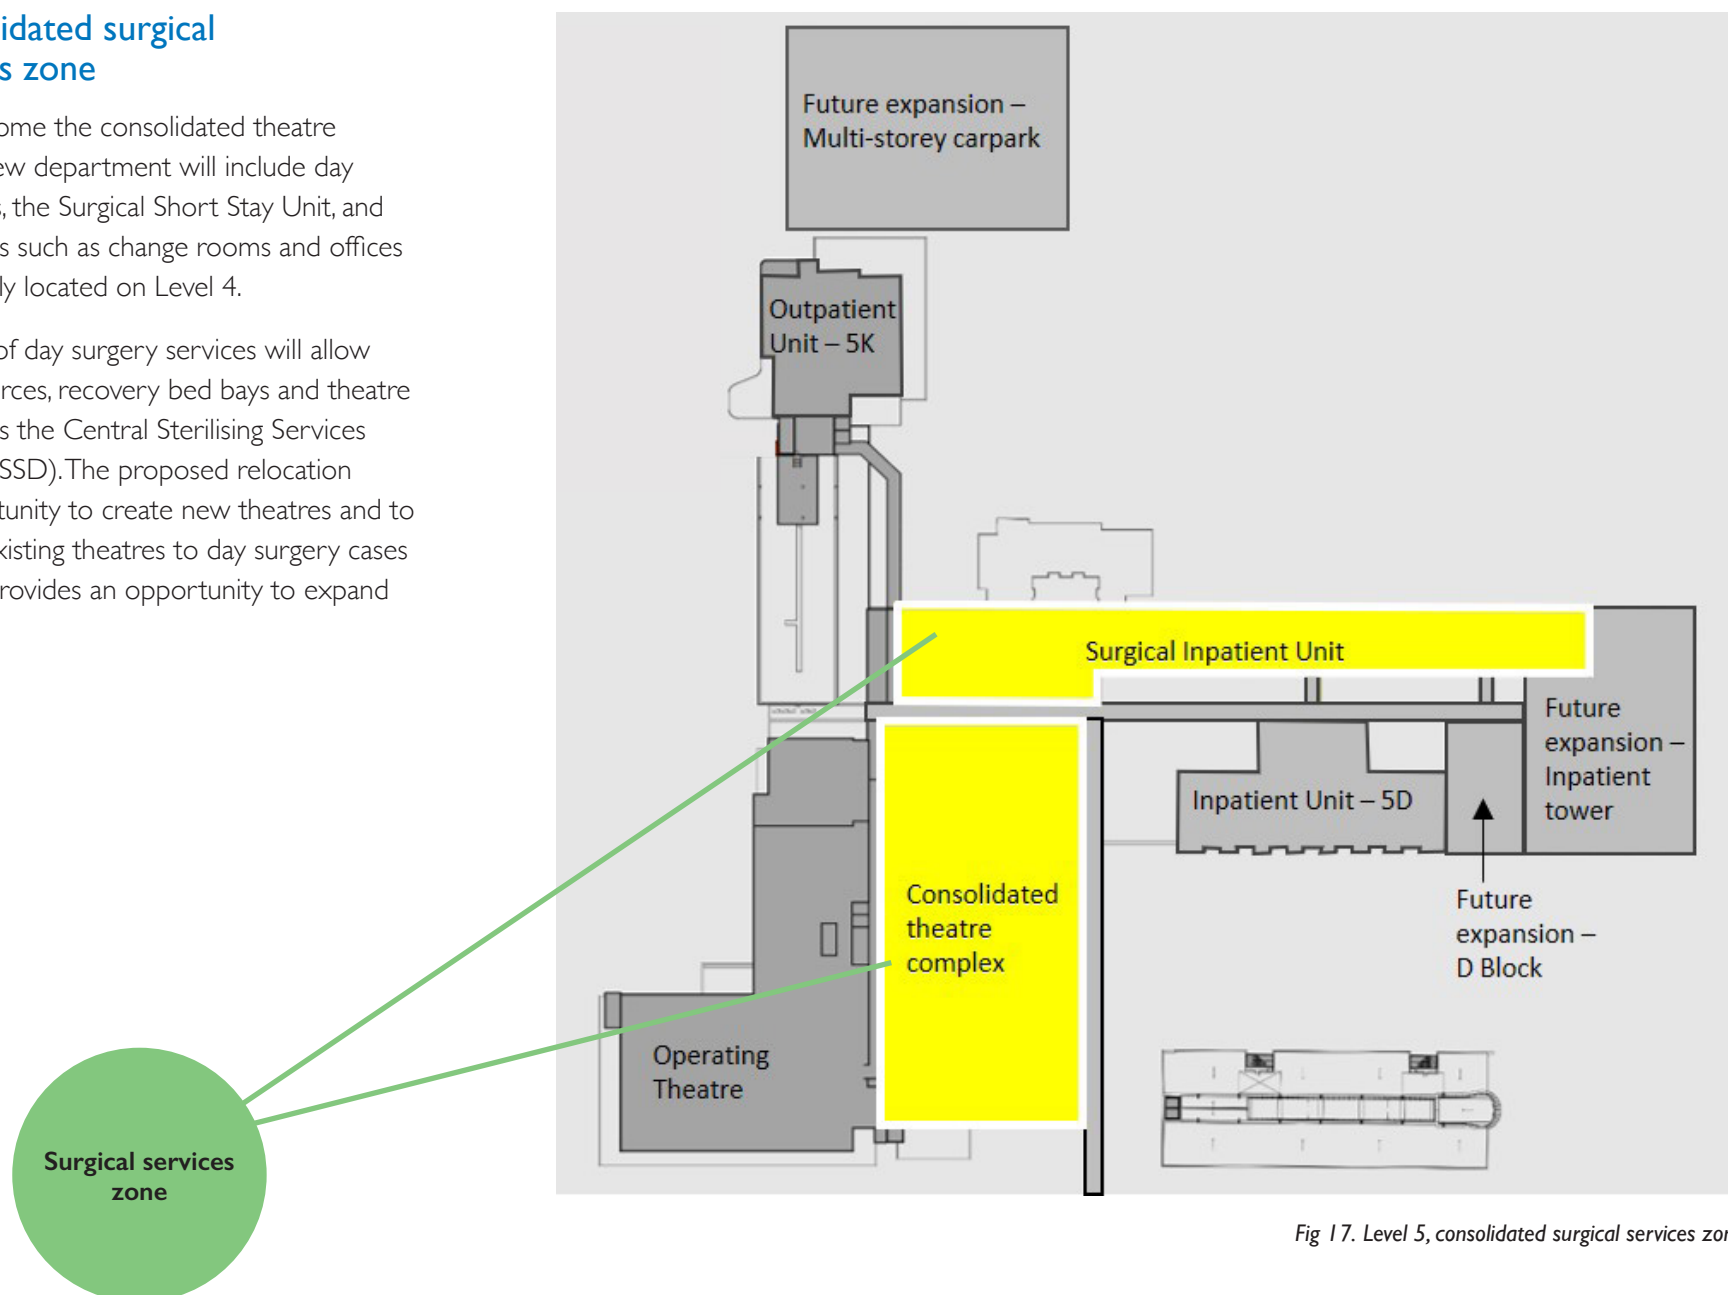 idated surgical
s zone
ome the consolidated theatre
ew department will include day
s, the Surgical Short Stay Unit, and
s such as change rooms and offices
ly located on Level 4.
of day surgery services will allow
rces, recovery bed bays and theatre
s the Central Sterilising Services
SSD). The proposed relocation
tunity to create new theatres and to
xisting theatres to day surgery cases
rovides an opportunity to expand
Surgical services
zone
Future expansion –
Multi-storey carpark
Outpatient
Unit – 5K
Surgical Inpatient Unit
Future
expansion –
Inpatient
tower
Inpatient Unit – 5D
Consolidated
theatre
complex
Future
expansion –
D Block
Operating
Theatre
Fig 17. Level 5, consolidated surgical services zon